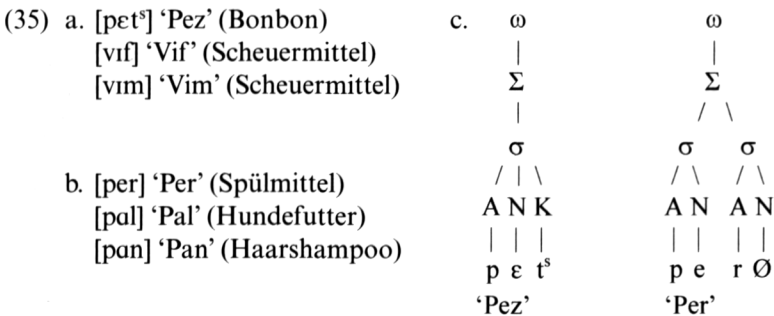 (35) a. [pɛtˢ] ‘Pez’ (Bonbon)
[vɪf] ‘Vif’ (Scheuermittel)
[vɪm] ‘Vim’ (Scheuermittel)
b. [per] ‘Per’ (Spülmittel)
[pɑl] ‘Pal’ (Hundefutter)
[pɑn] ‘Pan’ (Haarshampoo)
c. ω ω
Σ Σ
σ σ σ
A N K A N A N
p ɛ tˢ p e r Ø
‘Pez’ ‘Per’